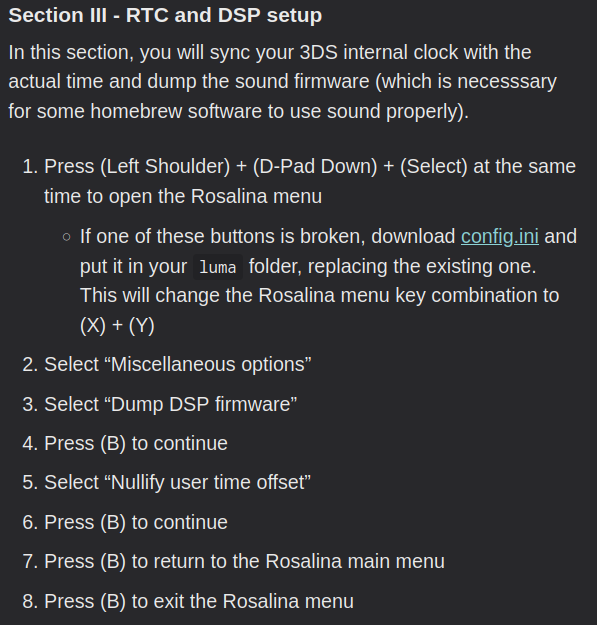 Section III - RTC and DSP setup
In this section, you will sync your 3DS internal clock with the
actual time and dump the sound firmware (which is necesssary
for some homebrew software to use sound properly).
1. Press (Left Shoulder) + (D-Pad Down) + (Select) at the same
time to open the Rosalina menu
○ If one of these buttons is broken, download config.ini and
put it in your luma folder, replacing the existing one.
This will change the Rosalina menu key combination to
(X) + (Y)
2. Select “Miscellaneous options”
3. Select “Dump DSP firmware”
4. Press (B) to continue
5. Select “Nullify user time offset”
6. Press (B) to continue
7. Press (B) to return to the Rosalina main menu
8. Press (B) to exit the Rosalina menu